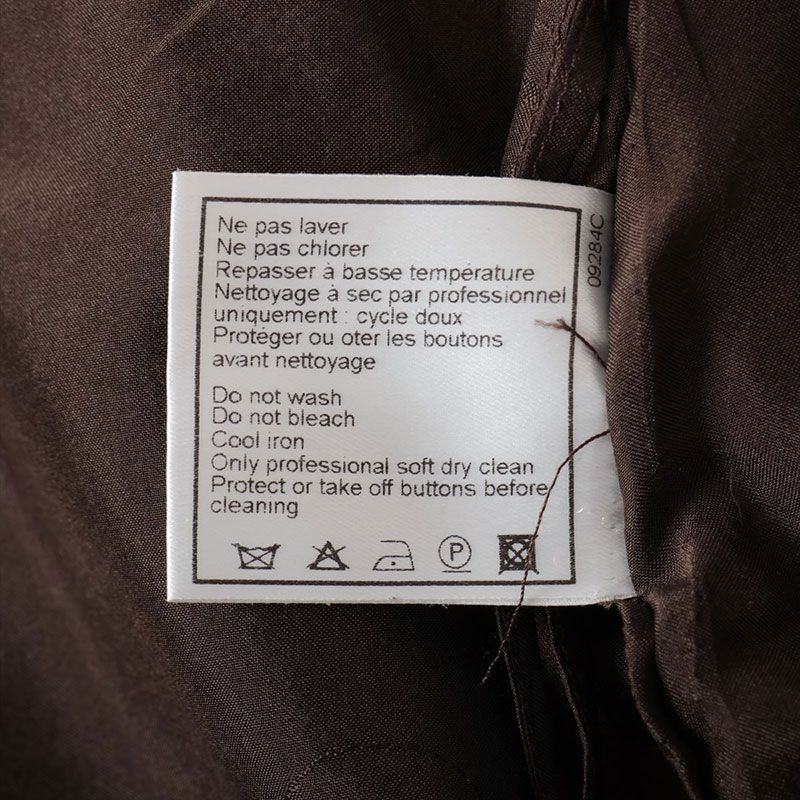 Ne pas laver
Ne pas chlorer
Repasser à basse température
Nettoyage à sec par professionnel
uniquement : cycle doux
Protéger ou oter les boutons
avant nettoyage
Do not wash
Do not bleach
Cool iron
Only professional soft dry clean
Protect or take off buttons before
cleaning
P
09284C